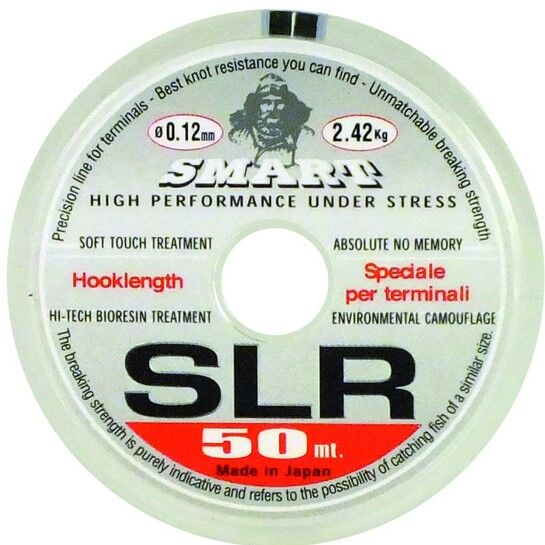 Precision line for terminals - Best knot resistance you can find - Unmatchable breaking strength
ø 0.12mm
2.42Kg
SMART
HIGH PERFORMANCE UNDER STRESS
SOFT TOUCH TREATMENT
ABSOLUTE NO MEMORY
Hooklength
Speciale
per terminali
HI-TECH BIORESIN TREATMENT
ENVIRONMENTAL CAMOUFLAGE
SLR
50 mt.
Made in Japan
The breaking strength is purely indicative and refers to the possibility of catching fish of a similar size.